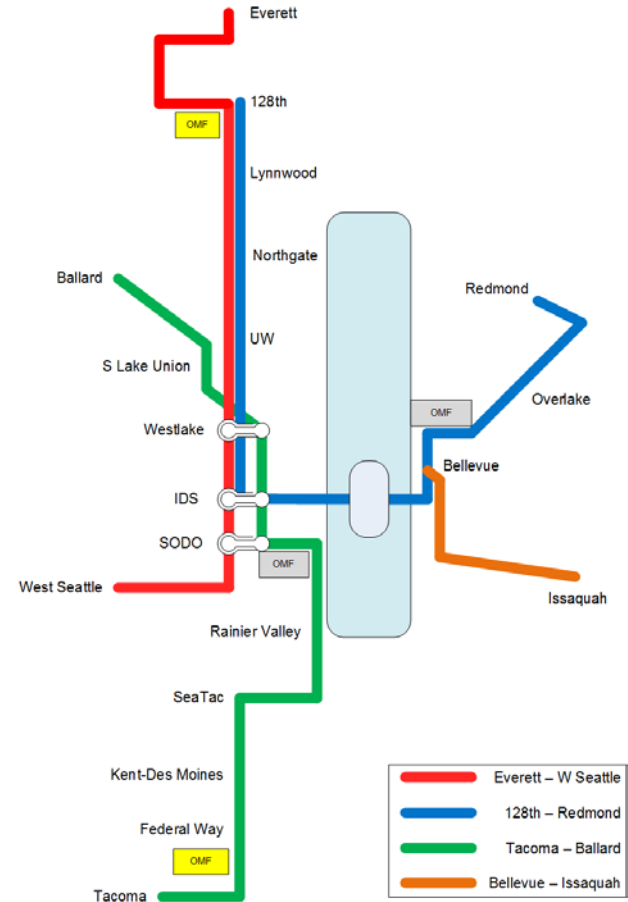 Everett
128th
OMF
Lynnwood
Northgate
Ballard
Redmond
UW
S Lake Union
Overlake
OMF
Westlake
Bellevue
IDS
SODO
OMF
West Seattle
Issaquah
Rainier Valley
SeaTac
Kent-Des Moines
Federal Way
OMF
Tacoma
Everett – W Seattle
128th – Redmond
Tacoma – Ballard
Bellevue – Issaquah